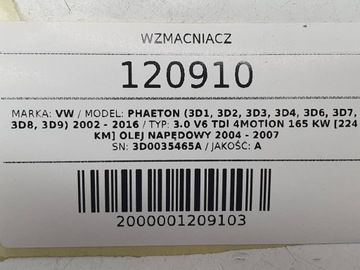 WZMACNIACZ
120910
MARKA: VW / MODEL: PHAETON (3D1, 3D2, 3D3, 3D4, 3D6, 3D7,
3D8, 3D9) 2002 - 2016 / TYP: 3.0 V6 TDI 4MOTION 165 KW [224
KM] OLEJ NAPĘDOWY 2004 - 2007
SN: 3D0035465A / JAKOŚĆ: A
2000001209103